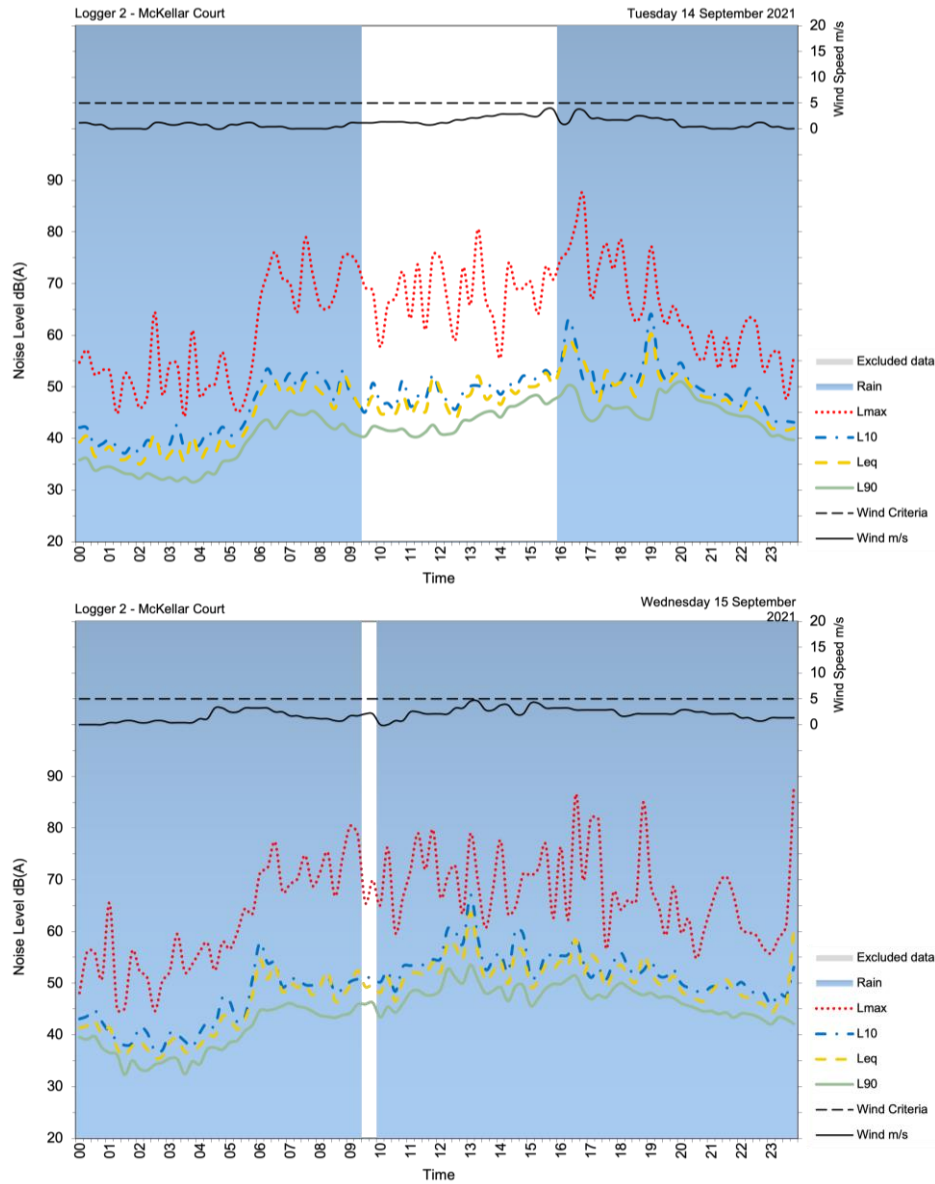 Logger 2 - McKellar Court
Tuesday 14 September 2021
20
15
10
5
0
Wind Speed m/s
90
80
70
60
50
40
30
20
Noise Level dB(A)
00 01 02 03 04 05 06 07 08 09 10 11 12 13 14 15 16 17 18 19 20 21 22 23
Time
Excluded data
Rain
Lmax
L10
Leq
L90
Wind Criteria
Wind m/s
Logger 2 - McKellar Court
Wednesday 15 September
2021
20
15
10
5
0
Wind Speed m/s
90
80
70
60
50
40
30
20
Noise Level dB(A)
00 01 02 03 04 05 06 07 08 09 10 11 12 13 14 15 16 17 18 19 20 21 22 23
Time
Excluded data
Rain
Lmax
L10
Leq
L90
Wind Criteria
Wind m/s